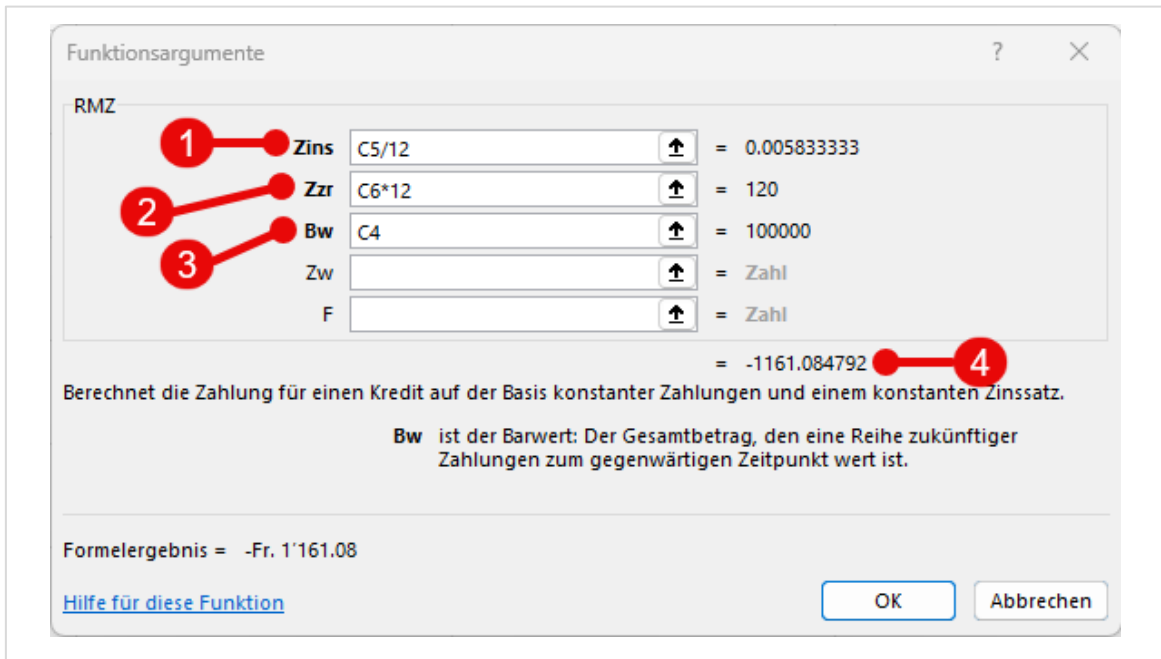 Funktionsargumente ? ×
RMZ
1 Zins C5/12 = 0.005833333
2 Zzr C6*12 = 120
3 Bw C4 = 100000
Zw = Zahl
F = Zahl
= -1161.084792 4
Berechnet die Zahlung für einen Kredit auf der Basis konstanter Zahlungen und einem konstanten Zinssatz.
Bw ist der Barwert: Der Gesamtbetrag, den eine Reihe zukünftiger
Zahlungen zum gegenwärtigen Zeitpunkt wert ist.
Formelergebnis = -Fr. 1'161.08
Hilfe für diese Funktion OK Abbrechen